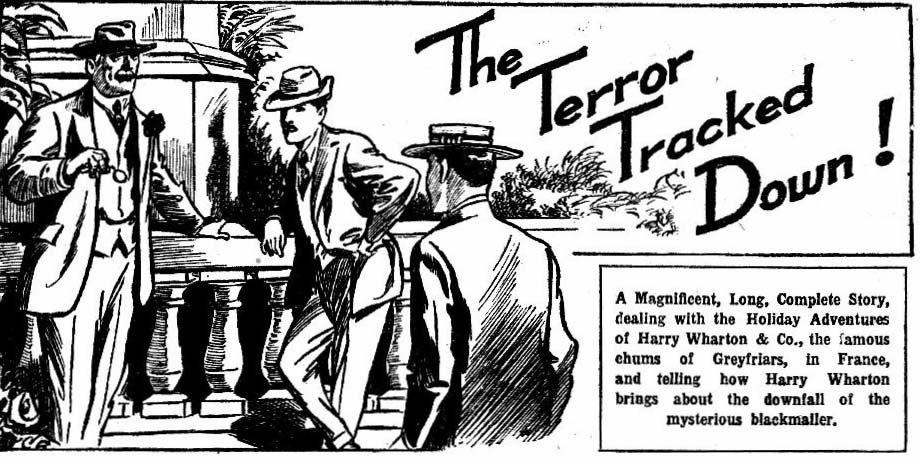 The
Terror
Tracked
Down!
A Magnificent, Long, Complete Story,
dealing with the Holiday Adventures
of Harry Wharton & Co., the famous
chums of Greyfriars, in France,
and telling how Harry Wharton
brings about the downfall of the
mysterious blackmailer.